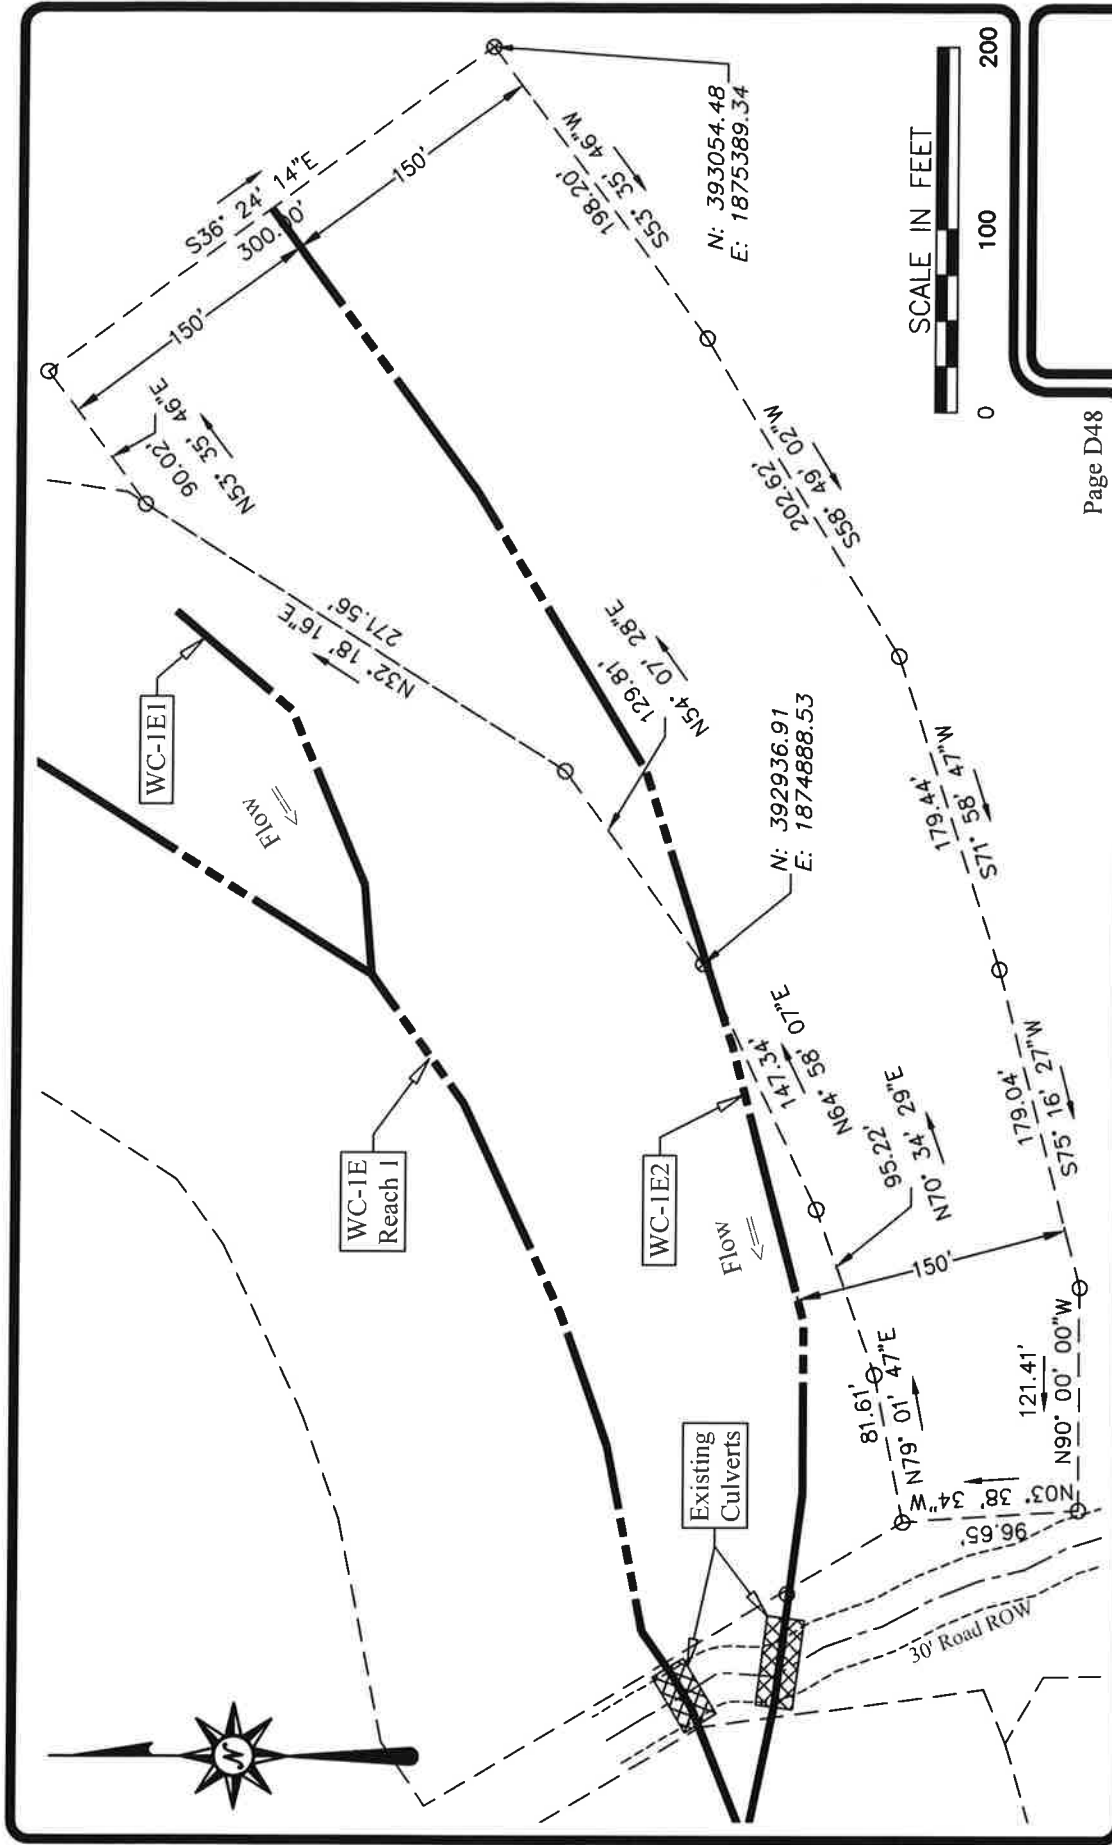 S36° 24' 14"E
300.00'
150'
150'
90.02'
N53° 35' 46"E
198.20'
S53° 35' 46"W
N: 393054.48
E: 1875389.34
WC-1E1
Flow
N32° 18' 16"E
271.56'
129.81'
N54° 07' 28"E
202.62'
S58° 49' 02"W
SCALE IN FEET
0
100
200
WC-1E
Reach 1
N: 392936.91
E: 1874888.53
179.44'
S71° 58' 47"W
WC-1E2
Flow
147.34'
N64° 58' 07"E
95.22'
N70° 34' 29"E
179.04'
S75° 16' 27"W
150'
Existing
Culverts
81.61'
N79° 01' 47"E
121.41'
N90° 00' 00"W
N03° 38' 34"W
96.65'
30' Road ROW
N
Page D48